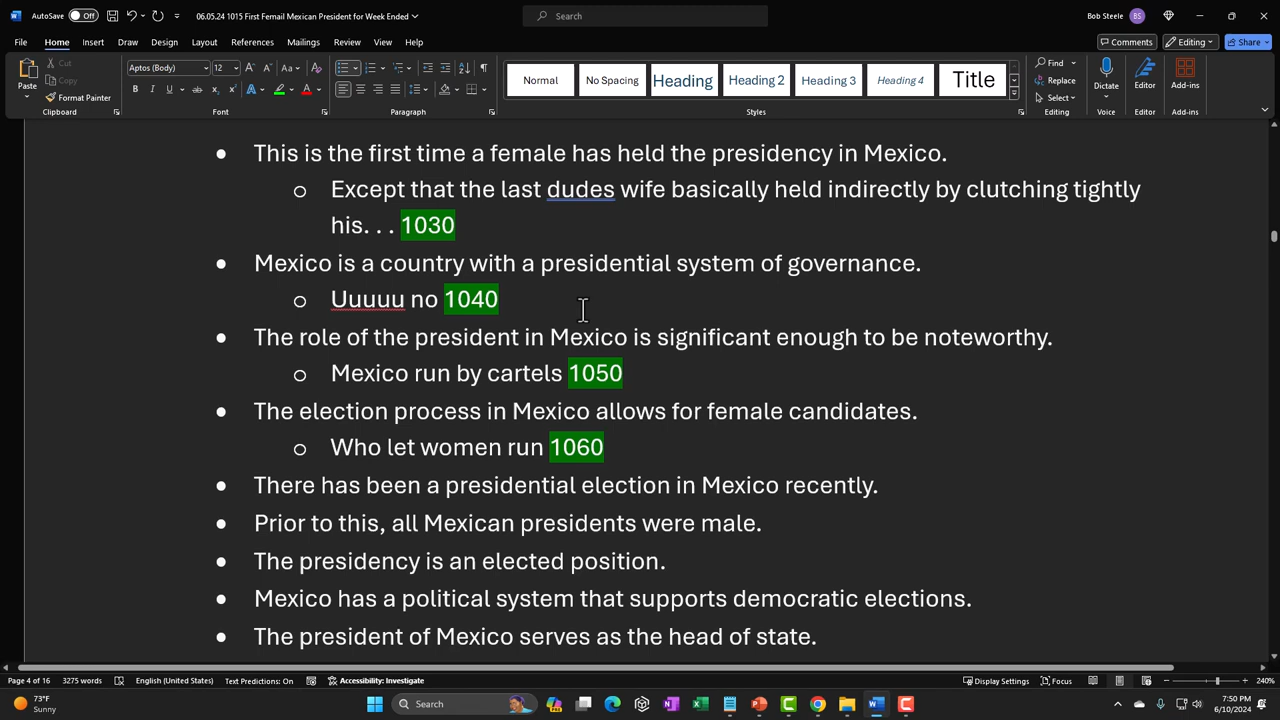 AutoSave Off 06.05.24 1015 First Femail Mexican President for Week Ended Search Bob Steele BS
File Home Insert Draw Design Layout References Mailings Review View Help Comments Editing Share
Paste Cut Copy Format Painter Aptos (Body) 12 Normal No Spacing Heading Heading 2 Heading 3 Heading 4 Title Find Replace Select Dictate Editor Add-ins
Clipboard Font Paragraph Styles Editing Voice Editor Add-ins
• This is the first time a female has held the presidency in Mexico.
o Except that the last dudes wife basically held indirectly by clutching tightly
his. . . 1030
• Mexico is a country with a presidential system of governance.
o Uuuuu no 1040
• The role of the president in Mexico is significant enough to be noteworthy.
o Mexico run by cartels 1050
• The election process in Mexico allows for female candidates.
o Who let women run 1060
• There has been a presidential election in Mexico recently.
• Prior to this, all Mexican presidents were male.
• The presidency is an elected position.
• Mexico has a political system that supports democratic elections.
• The president of Mexico serves as the head of state.
Page 4 of 16 3275 words English (United States) Text Predictions: On Accessibility: Investigate Display Settings Focus 240%
73°F
Sunny
Search
7:50 PM
6/10/2024